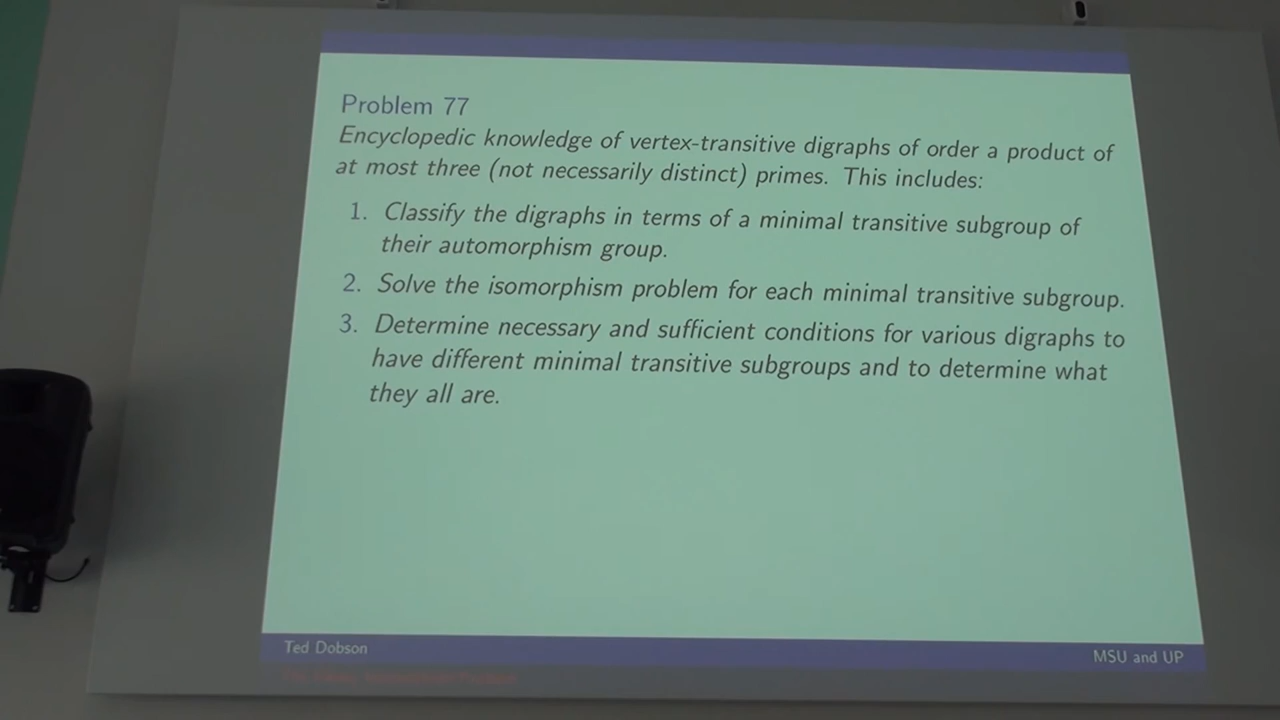 Problem 77
Encyclopedic knowledge of vertex-transitive digraphs of order a product of
at most three (not necessarily distinct) primes. This includes:
1. Classify the digraphs in terms of a minimal transitive subgroup of
their automorphism group.
2. Solve the isomorphism problem for each minimal transitive subgroup.
3. Determine necessary and sufficient conditions for various digraphs to
have different minimal transitive subgroups and to determine what
they all are.
Ted Dobson
MSU and UP